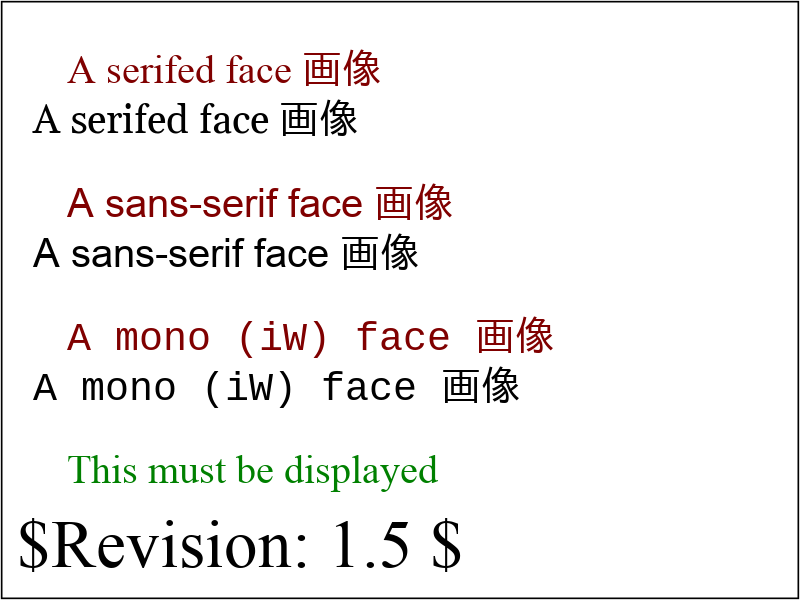 A serifed face 画像
A serifed face 画像
A sans-serif face 画像
A sans-serif face 画像
A mono (iW) face 画像
A mono (iW) face 画像
This must be displayed
$Revision: 1.5 $